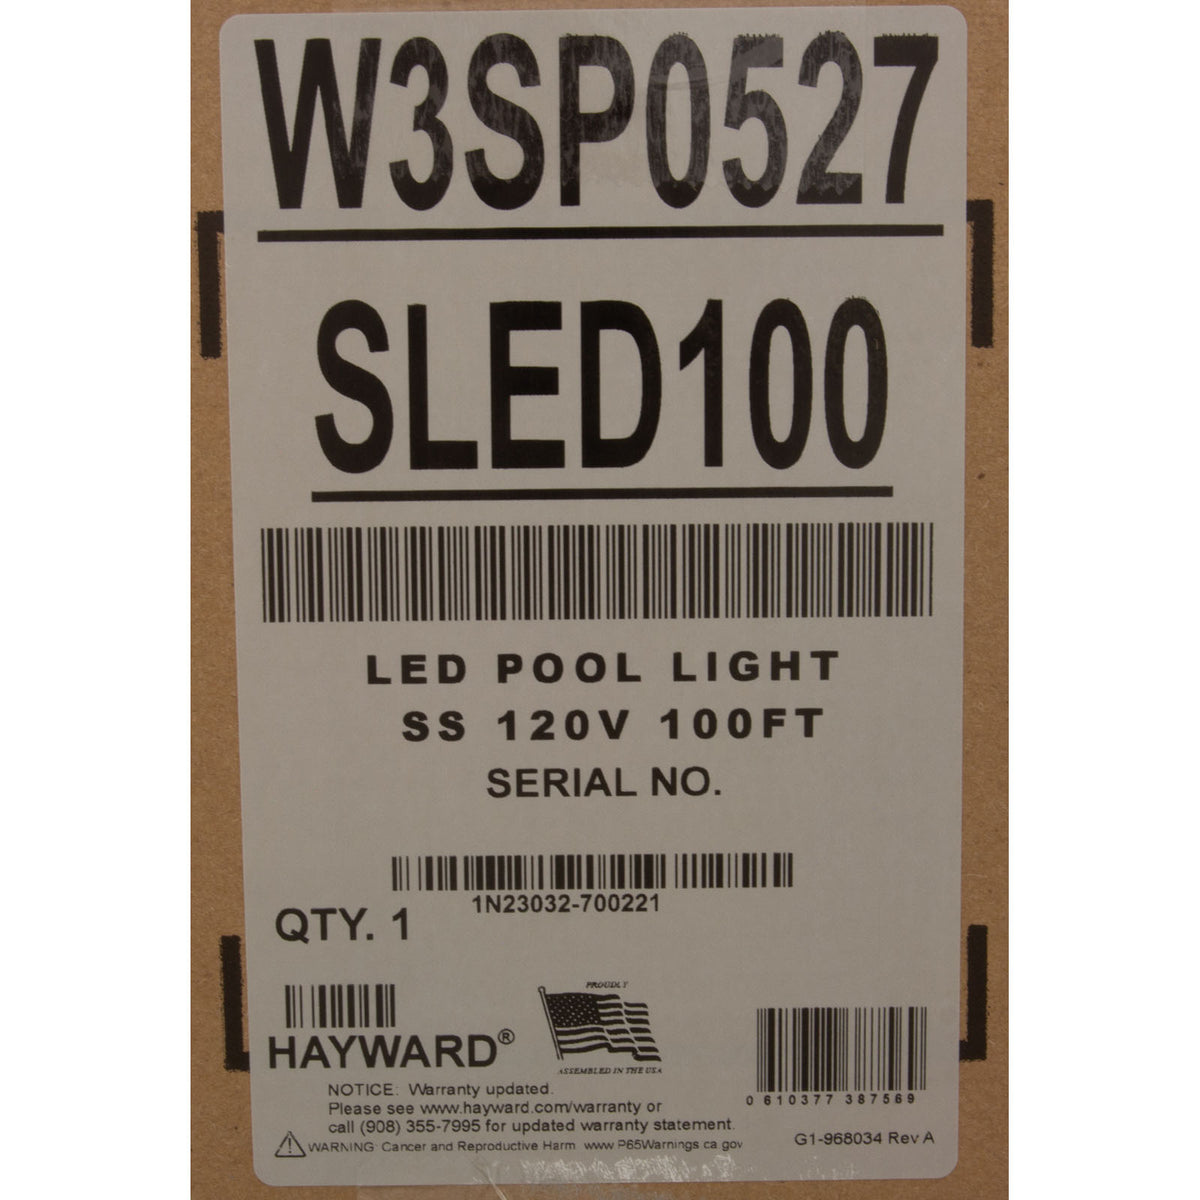 W3SP0527
SLED100
LED POOL LIGHT
SS 120V 100FT
SERIAL NO.
1N23032-700221
QTY. 1
PROUDLY
ASSEMBLED IN THE USA
HAYWARD®
NOTICE: Warranty updated.
Please see www.hayward.com/warranty or
call (908) 355-7995 for updated warranty statement.
WARNING: Cancer and Reproductive Harm www.P65Warnings.ca.gov
0 610377 387569
G1-968034 Rev A